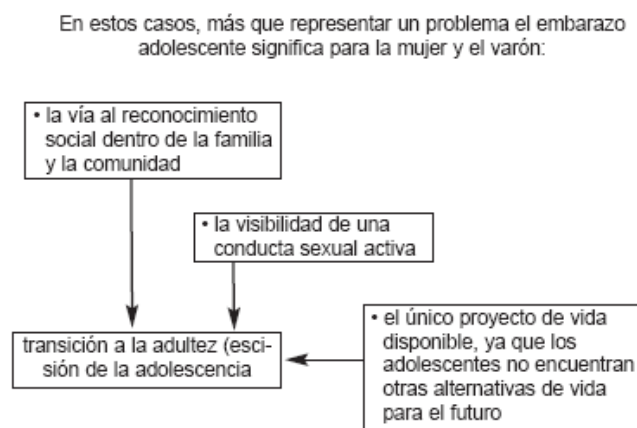 En estos casos, más que representar un problema el embarazo
adolescente significa para la mujer y el varón:
• la vía al reconocimiento
social dentro de la familia
y la comunidad
• la visibilidad de una
conducta sexual activa
transición a la adultez (esci-
sión de la adolescencia
• el único proyecto de vida
disponible, ya que los
adolescentes no encuentran
otras alternativas de vida
para el futuro